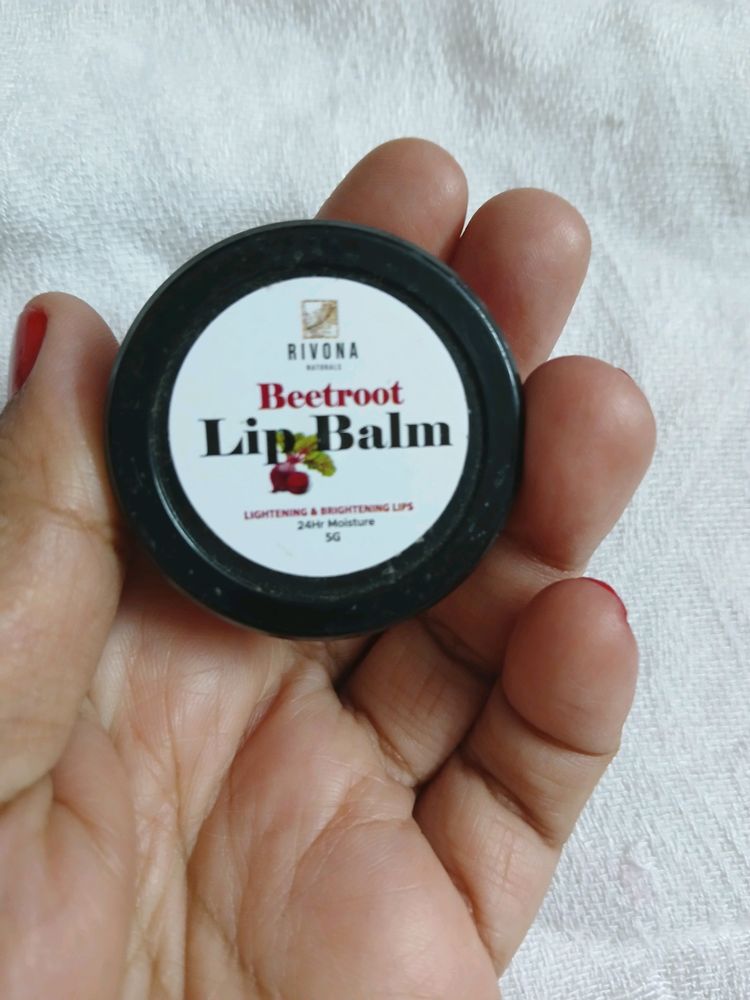 RIVONA
NATURALS
Beetroot
Lip Balm
LIGHTENING & BRIGHTENING LIPS
24Hr Moisture
5G